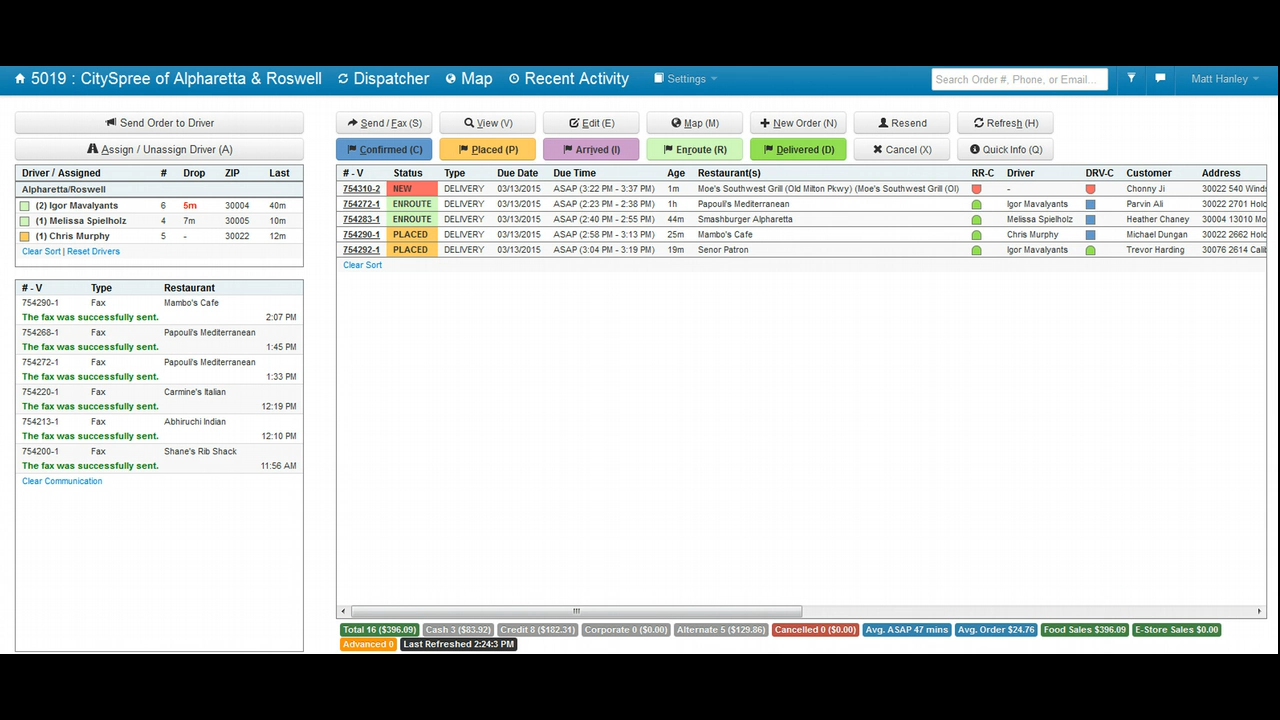 5019 : CitySpree of Alpharetta & Roswell Dispatcher Map Recent Activity Settings Search Order #, Phone, or Email... Matt Hanley
Send Order to Driver
Assign / Unassign Driver (A)
Driver / Assigned # Drop ZIP Last
Alpharetta/Roswell
(2) Igor Mavalyants 6 5m 30004 40m
(1) Melissa Spielholz 4 7m 30005 10m
(1) Chris Murphy 5 - 30022 12m
Clear Sort | Reset Drivers
# - V Type Restaurant
754290-1 Fax Mambo's Cafe
The fax was successfully sent. 2:07 PM
754268-1 Fax Papouli's Mediterranean
The fax was successfully sent. 1:45 PM
754272-1 Fax Papouli's Mediterranean
The fax was successfully sent. 1:33 PM
754220-1 Fax Carmine's Italian
The fax was successfully sent. 12:19 PM
754213-1 Fax Abhiruchi Indian
The fax was successfully sent. 12:10 PM
754200-1 Fax Shane's Rib Shack
The fax was successfully sent. 11:56 AM
Clear Communication
Send / Fax (S) View (V) Edit (E) Map (M) New Order (N) Resend Refresh (H)
Confirmed (C) Placed (P) Arrived (I) Enroute (R) Delivered (D) Cancel (X) Quick Info (Q)
# - V Status Type Due Date Due Time Age Restaurant(s) RR-C Driver DRV-C Customer Address
754310-2 NEW DELIVERY 03/13/2015 ASAP (3:22 PM - 3:37 PM) 1m Moe's Southwest Grill (Old Milton Pkwy) (Moe's Southwest Grill (Ol) - Chonny Ji 30022 540 Winds
754272-1 ENROUTE DELIVERY 03/13/2015 ASAP (2:23 PM - 2:38 PM) 1h Papouli's Mediterranean Igor Mavalyants Parvin Ali 30022 2701 Holc
754283-1 ENROUTE DELIVERY 03/13/2015 ASAP (2:40 PM - 2:55 PM) 44m Smashburger Alpharetta Melissa Spielholz Heather Chaney 30004 13010 Mo
754290-1 PLACED DELIVERY 03/13/2015 ASAP (2:58 PM - 3:13 PM) 25m Mambo's Cafe Chris Murphy Michael Dungan 30022 2662 Holc
754292-1 PLACED DELIVERY 03/13/2015 ASAP (3:04 PM - 3:19 PM) 19m Senor Patron Igor Mavalyants Trevor Harding 30076 2614 Calib
Clear Sort
Total 16 ($396.09) Cash 3 ($83.92) Credit 8 ($182.31) Corporate 0 ($0.00) Alternate 5 ($129.86) Cancelled 0 ($0.00) Avg. ASAP 47 mins Avg. Order $24.76 Food Sales $396.09 E-Store Sales $0.00
Advanced 0 Last Refreshed 2:24:3 PM